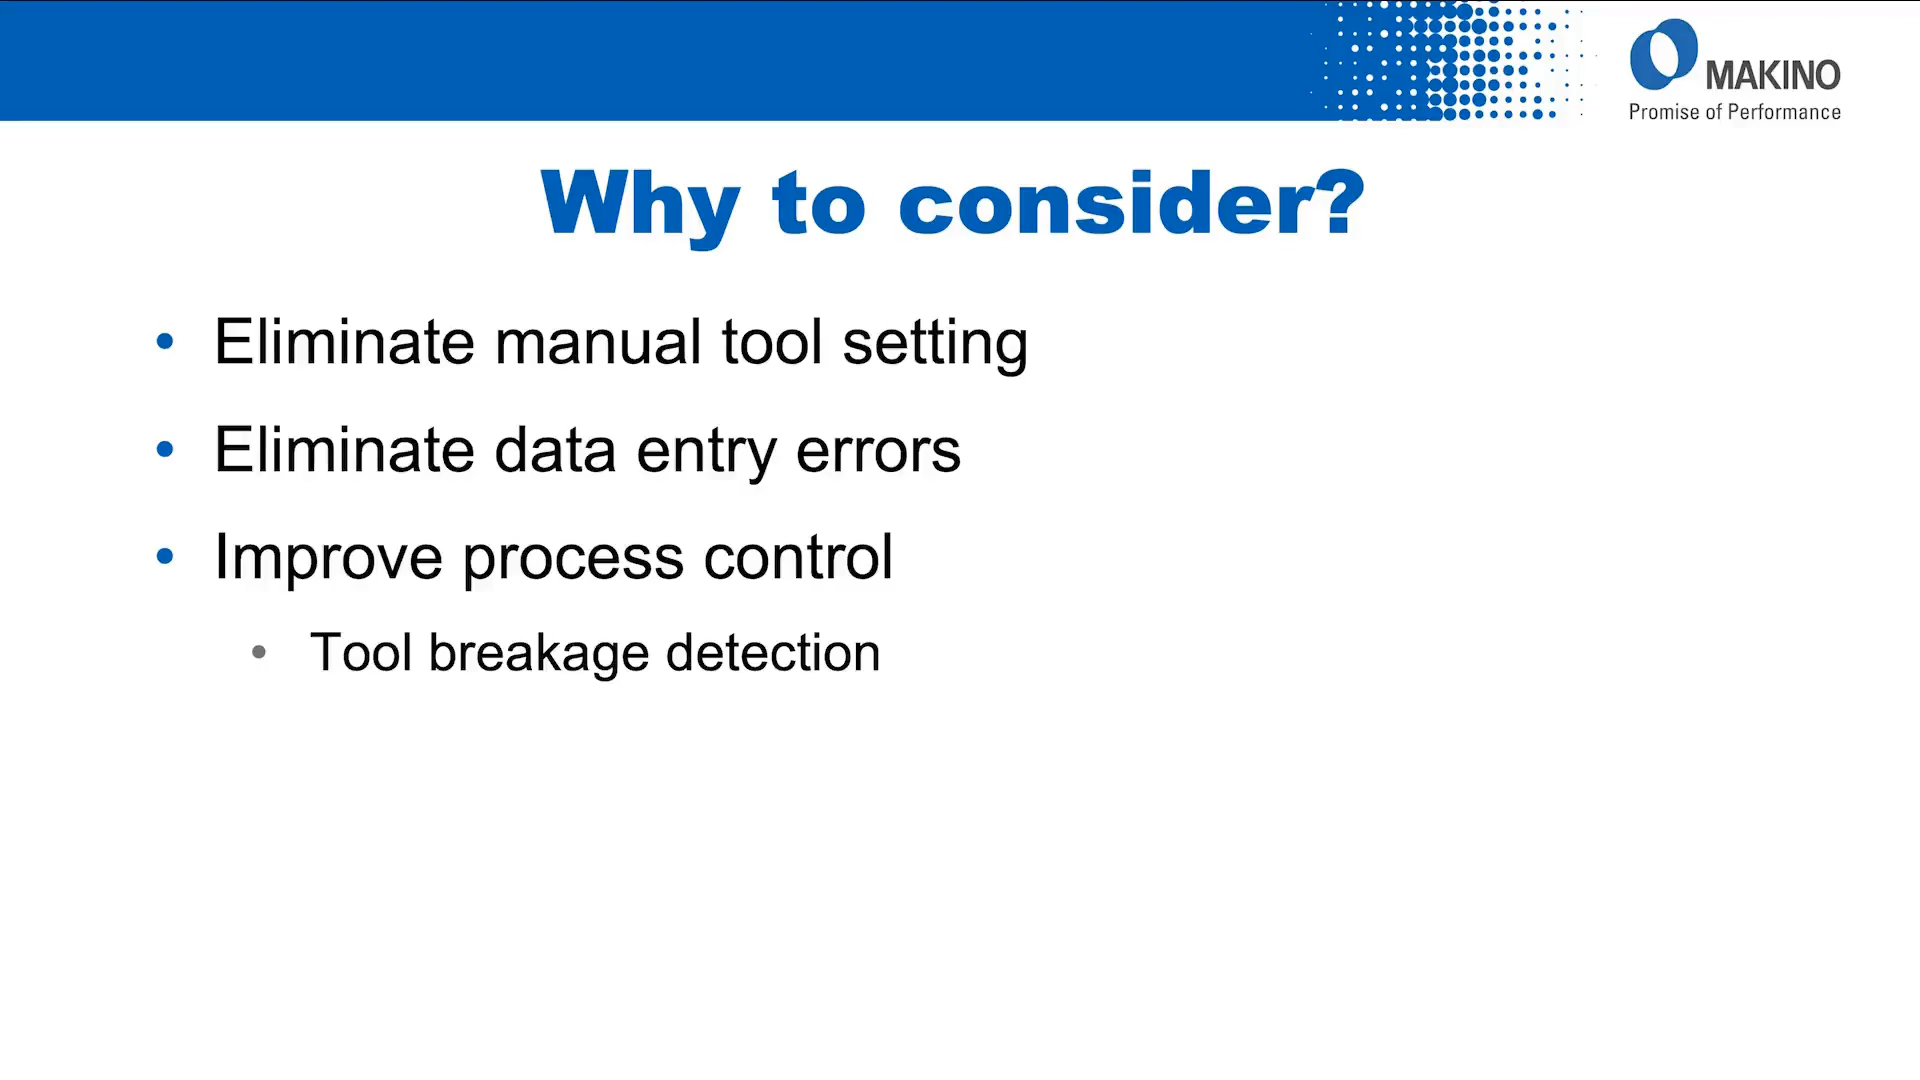 MAKINO
Promise of Performance
Why to consider?
• Eliminate manual tool setting
• Eliminate data entry errors
• Improve process control
• Tool breakage detection